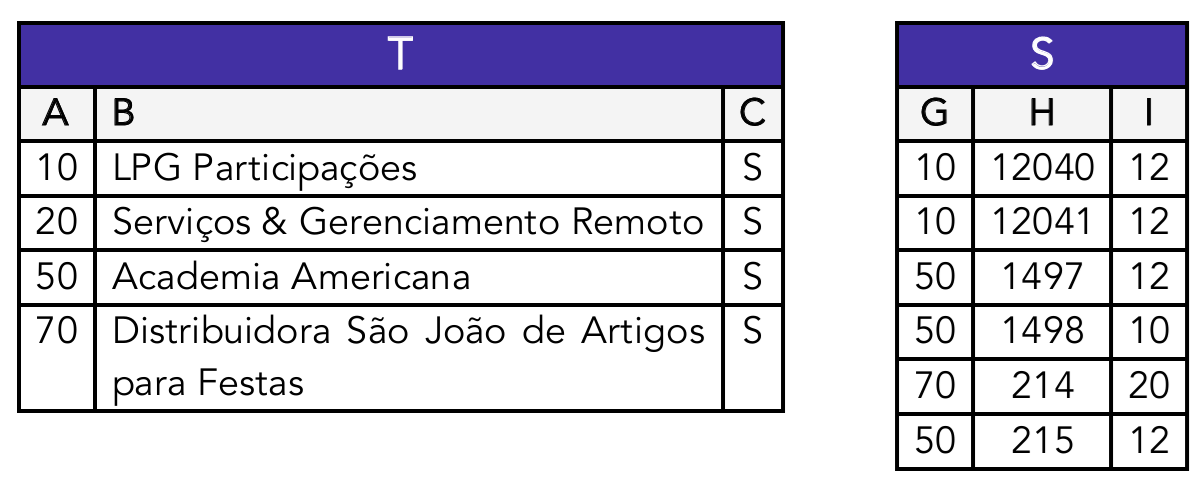 T
A B C
10 LPG Participações S
20 Serviços & Gerenciamento Remoto S
50 Academia Americana S
70 Distribuidora São João de Artigos S
para Festas
S
G H I
10 12040 12
10 12041 12
50 1497 12
50 1498 10
70 214 20
50 215 12